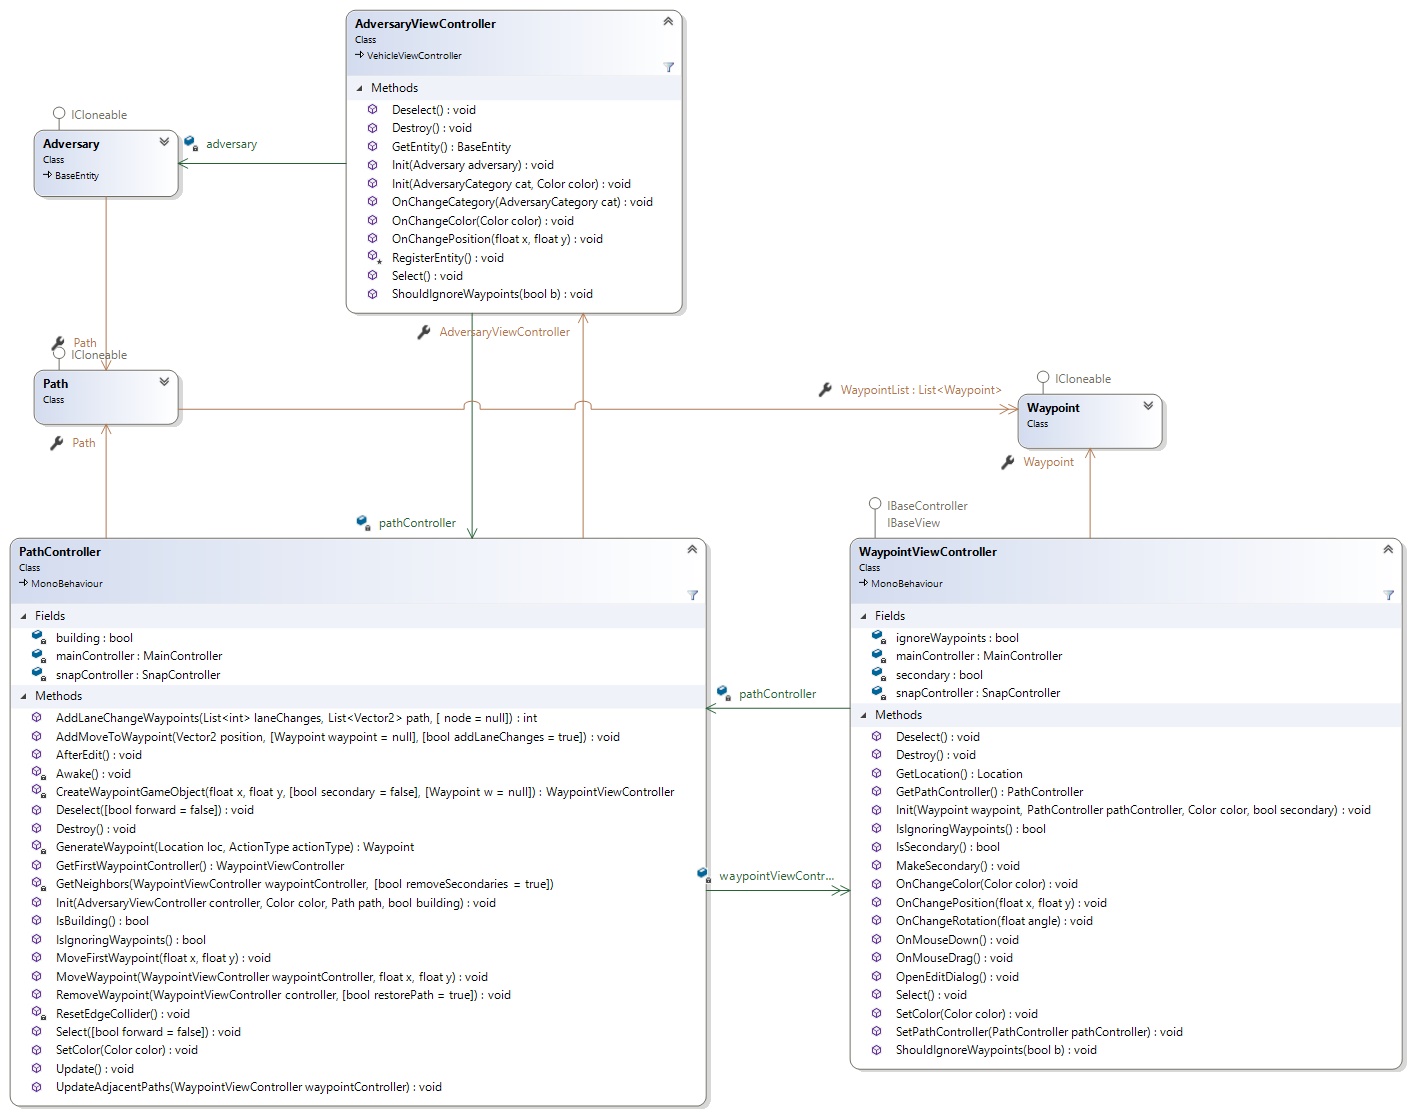 AdversaryViewController
Class
VehicleViewController
Methods
Deselect() : void
Destroy() : void
GetEntity() : BaseEntity
Init(Adversary adversary) : void
Init(AdversaryCategory cat, Color color) : void
OnChangeCategory(AdversaryCategory cat) : void
OnChangeColor(Color color) : void
OnChangePosition(float x, float y) : void
RegisterEntity() : void
Select() : void
ShouldIgnoreWaypoints(bool b) : void
ICloneable
Adversary
Class
BaseEntity
adversary
AdversaryViewController
Path
ICloneable
Path
Class
Path
WaypointList : List<Waypoint>
ICloneable
Waypoint
Class
Waypoint
pathController
IBaseController
IBaseView
PathController
Class
MonoBehaviour
Fields
building : bool
mainController : MainController
snapController : SnapController
Methods
AddLaneChangeWaypoints(List<int> laneChanges, List<Vector2> path, [ node = null]) : int
AddMoveToWaypoint(Vector2 position, [Waypoint waypoint = null], [bool addLaneChanges = true]) : void
AfterEdit() : void
Awake() : void
CreateWaypointGameObject(float x, float y, [bool secondary = false], [Waypoint w = null]) : WaypointViewController
Deselect([bool forward = false]) : void
Destroy() : void
GenerateWaypoint(Location loc, ActionType actionType) : Waypoint
GetFirstWaypointController() : WaypointViewController
GetNeighbors(WaypointViewController waypointController, [bool removeSecondaries = true])
Init(AdversaryViewController controller, Color color, Path path, bool building) : void
IsBuilding() : bool
IsIgnoringWaypoints() : bool
MoveFirstWaypoint(float x, float y) : void
MoveWaypoint(WaypointViewController waypointController, float x, float y) : void
RemoveWaypoint(WaypointViewController controller, [bool restorePath = true]) : void
ResetEdgeCollider() : void
Select([bool forward = false]) : void
SetColor(Color color) : void
Update() : void
UpdateAdjacentPaths(WaypointViewController waypointController) : void
pathController
waypointViewContr...
WaypointViewController
Class
MonoBehaviour
Fields
ignoreWaypoints : bool
mainController : MainController
secondary : bool
snapController : SnapController
Methods
Deselect() : void
Destroy() : void
GetLocation() : Location
GetPathController() : PathController
Init(Waypoint waypoint, PathController pathController, Color color, bool secondary) : void
IsIgnoringWaypoints() : bool
IsSecondary() : bool
MakeSecondary() : void
OnChangeColor(Color color) : void
OnChangePosition(float x, float y) : void
OnChangeRotation(float angle) : void
OnMouseDown() : void
OnMouseDrag() : void
OpenEditDialog() : void
Select() : void
SetColor(Color color) : void
SetPathController(PathController pathController) : void
ShouldIgnoreWaypoints(bool b) : void